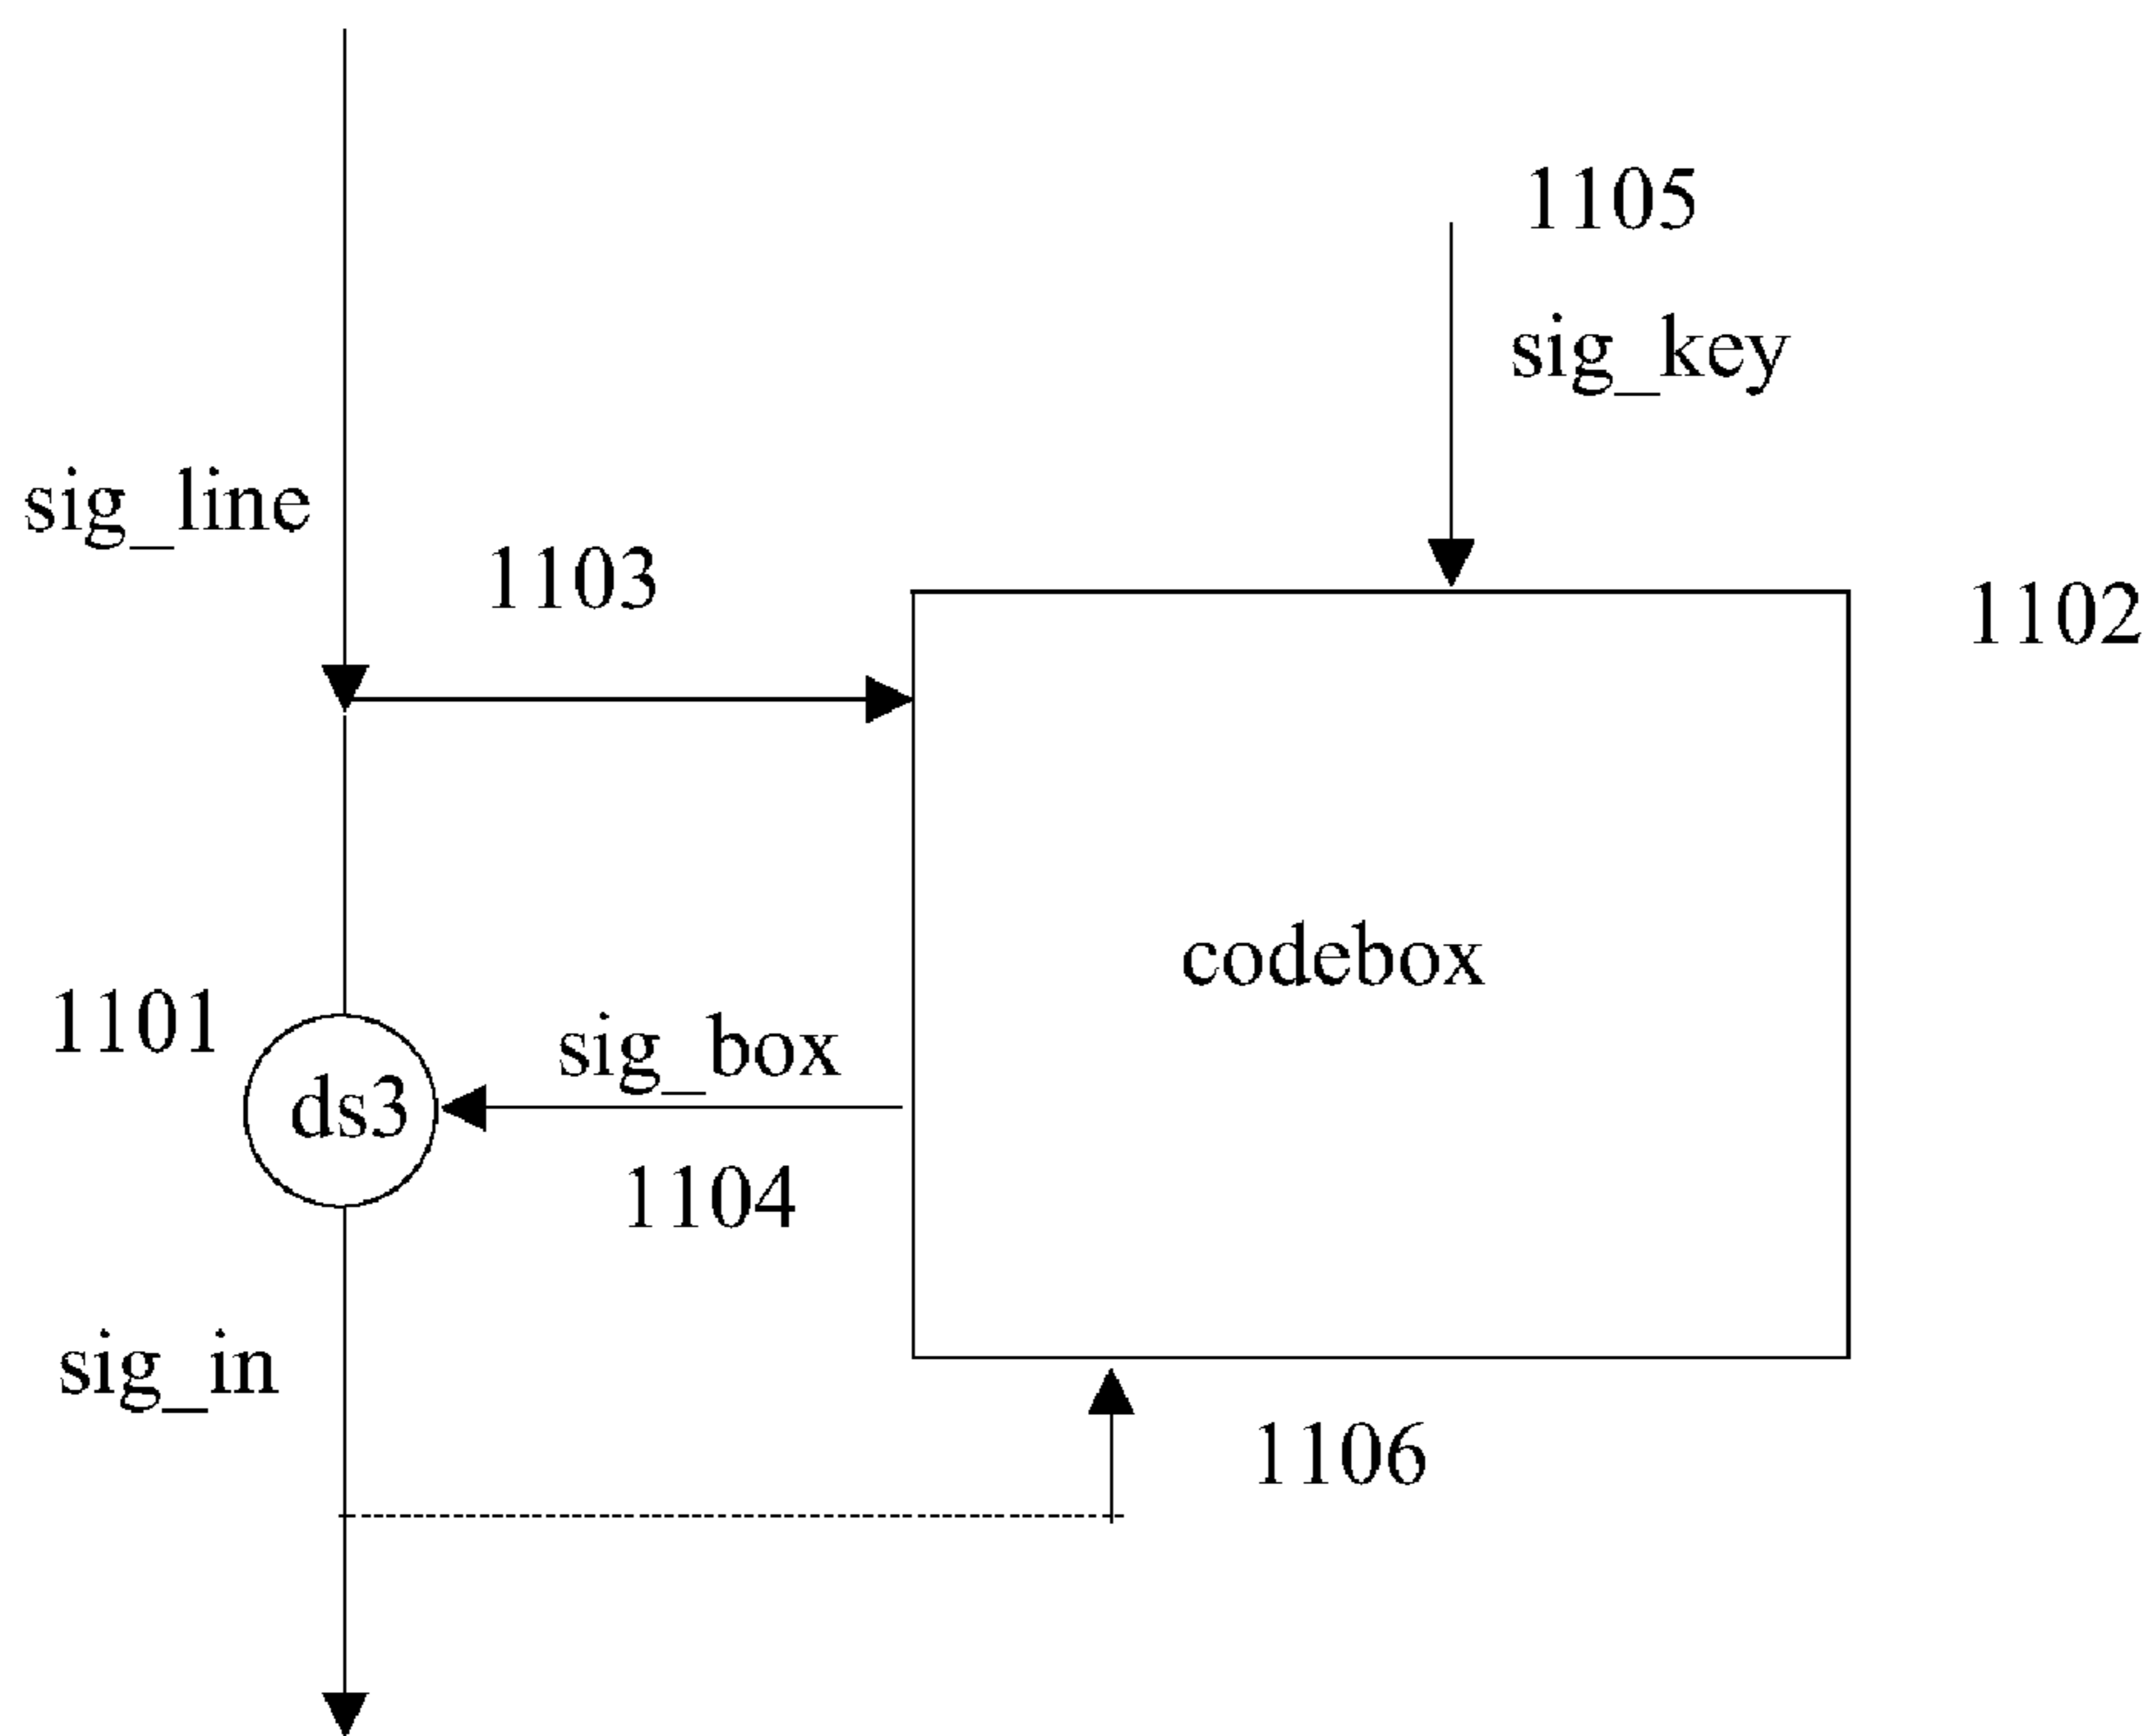 1105
sig_key
sig_line
1103
1102
codebox
1101
sig_box
ds3
1104
sig_in
1106